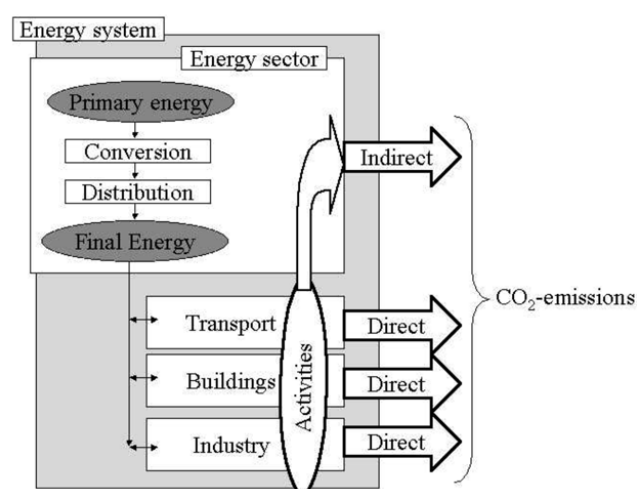 Energy system
Energy sector
Primary energy
Conversion
Distribution
Final Energy
Indirect
Transport
Direct
Buildings
Direct
Industry
Direct
Activities
CO₂-emissions